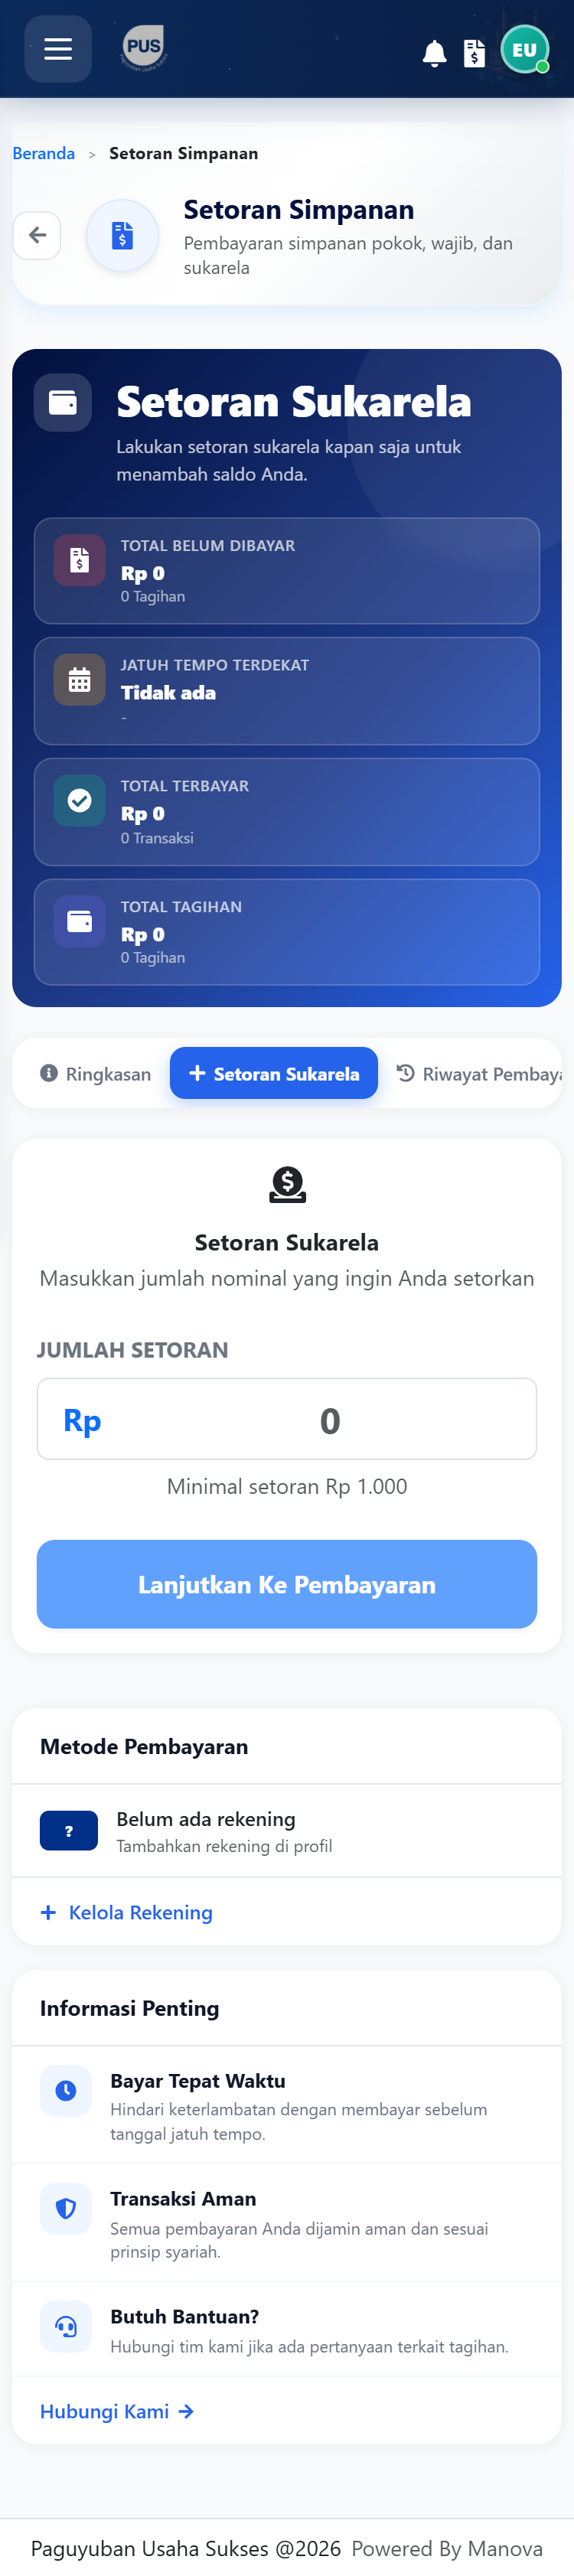 PUS
EU
Beranda > Setoran Simpanan
Setoran Simpanan
Pembayaran simpanan pokok, wajib, dan
sukarela
Setoran Sukarela
Lakukan setoran sukarela kapan saja untuk
menambah saldo Anda.
TOTAL BELUM DIBAYAR
Rp 0
0 Tagihan
JATUH TEMPO TERDEKAT
Tidak ada
-
TOTAL TERBAYAR
Rp 0
0 Transaksi
TOTAL TAGIHAN
Rp 0
0 Tagihan
Ringkasan Setoran Sukarela Riwayat Pembaya
Setoran Sukarela
Masukkan jumlah nominal yang ingin Anda setorkan
JUMLAH SETORAN
Rp 0
Minimal setoran Rp 1.000
Lanjutkan Ke Pembayaran
Metode Pembayaran
?
Belum ada rekening
Tambahkan rekening di profil
Kelola Rekening
Informasi Penting
Bayar Tepat Waktu
Hindari keterlambatan dengan membayar sebelum
tanggal jatuh tempo.
Transaksi Aman
Semua pembayaran Anda dijamin aman dan sesuai
prinsip syariah.
Butuh Bantuan?
Hubungi tim kami jika ada pertanyaan terkait tagihan.
Hubungi Kami
Paguyuban Usaha Sukses @2026 Powered By Manova